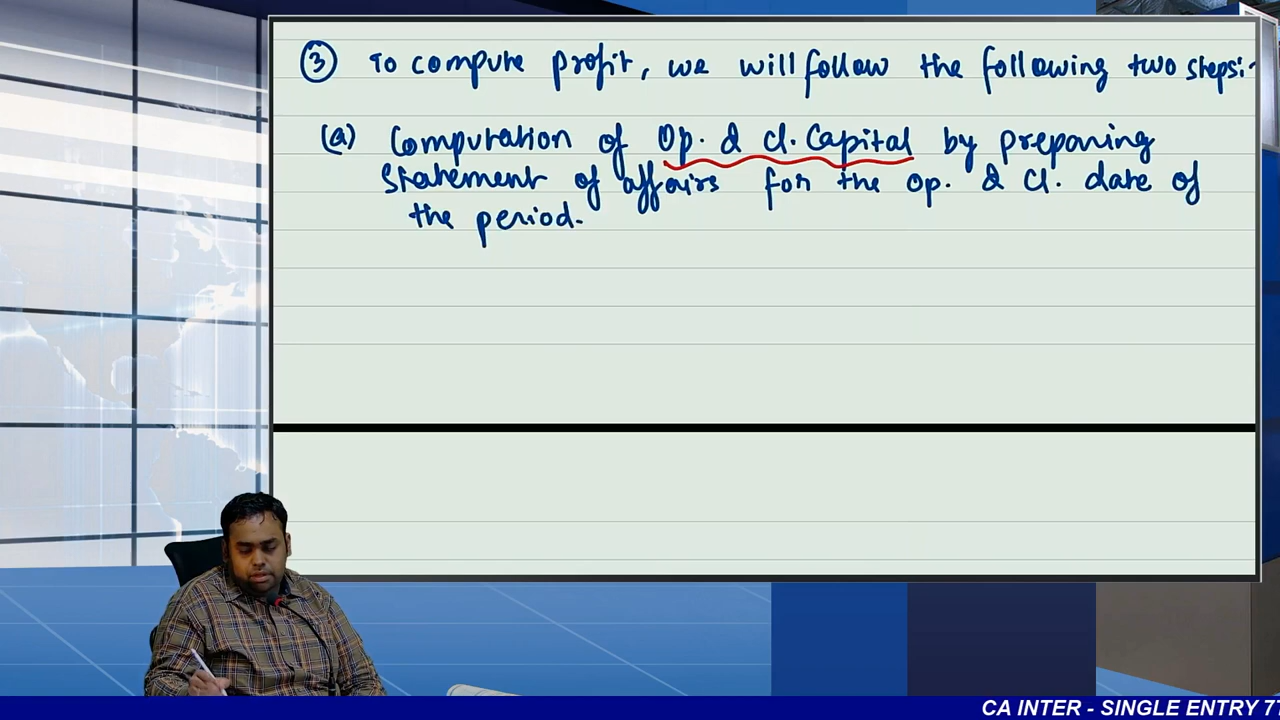 ③ To compute profit, we will follow the following two steps:-
(a) Computation of Op. & Cl. Capital by preparing
Statement of affairs for the op. & Cl. date of
the period.
CA INTER - SINGLE ENTRY 77